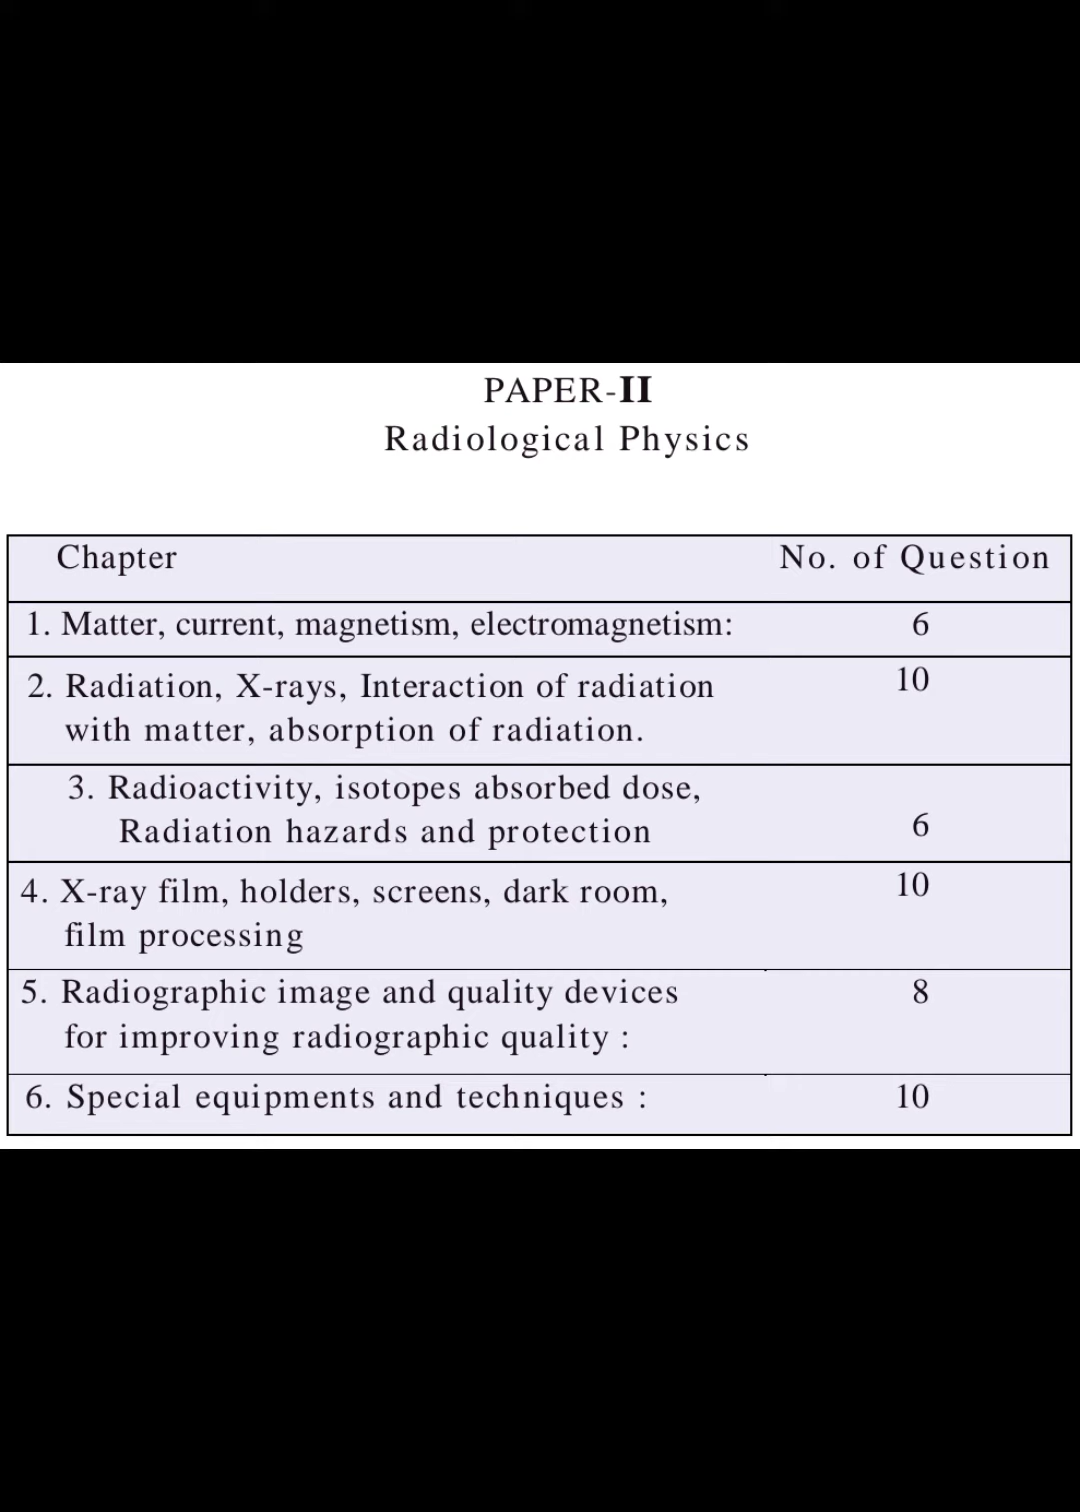 PAPER-II
Radiological Physics
Chapter No. of Question
1. Matter, current, magnetism, electromagnetism: 6
2. Radiation, X-rays, Interaction of radiation 10
with matter, absorption of radiation.
3. Radioactivity, isotopes absorbed dose,
Radiation hazards and protection 6
4. X-ray film, holders, screens, dark room, 10
film processing
5. Radiographic image and quality devices 8
for improving radiographic quality :
6. Special equipments and techniques : 10